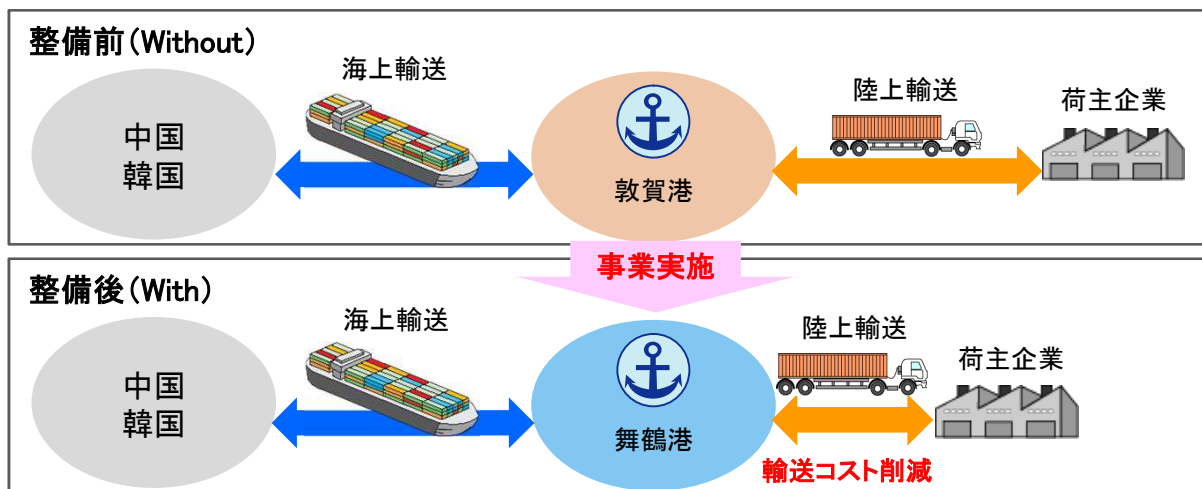 整備前(Without)
中国
韓国
海上輸送
敦賀港
陸上輸送
荷主企業
事業実施
整備後(With)
中国
韓国
海上輸送
舞鶴港
陸上輸送
荷主企業
輸送コスト削減